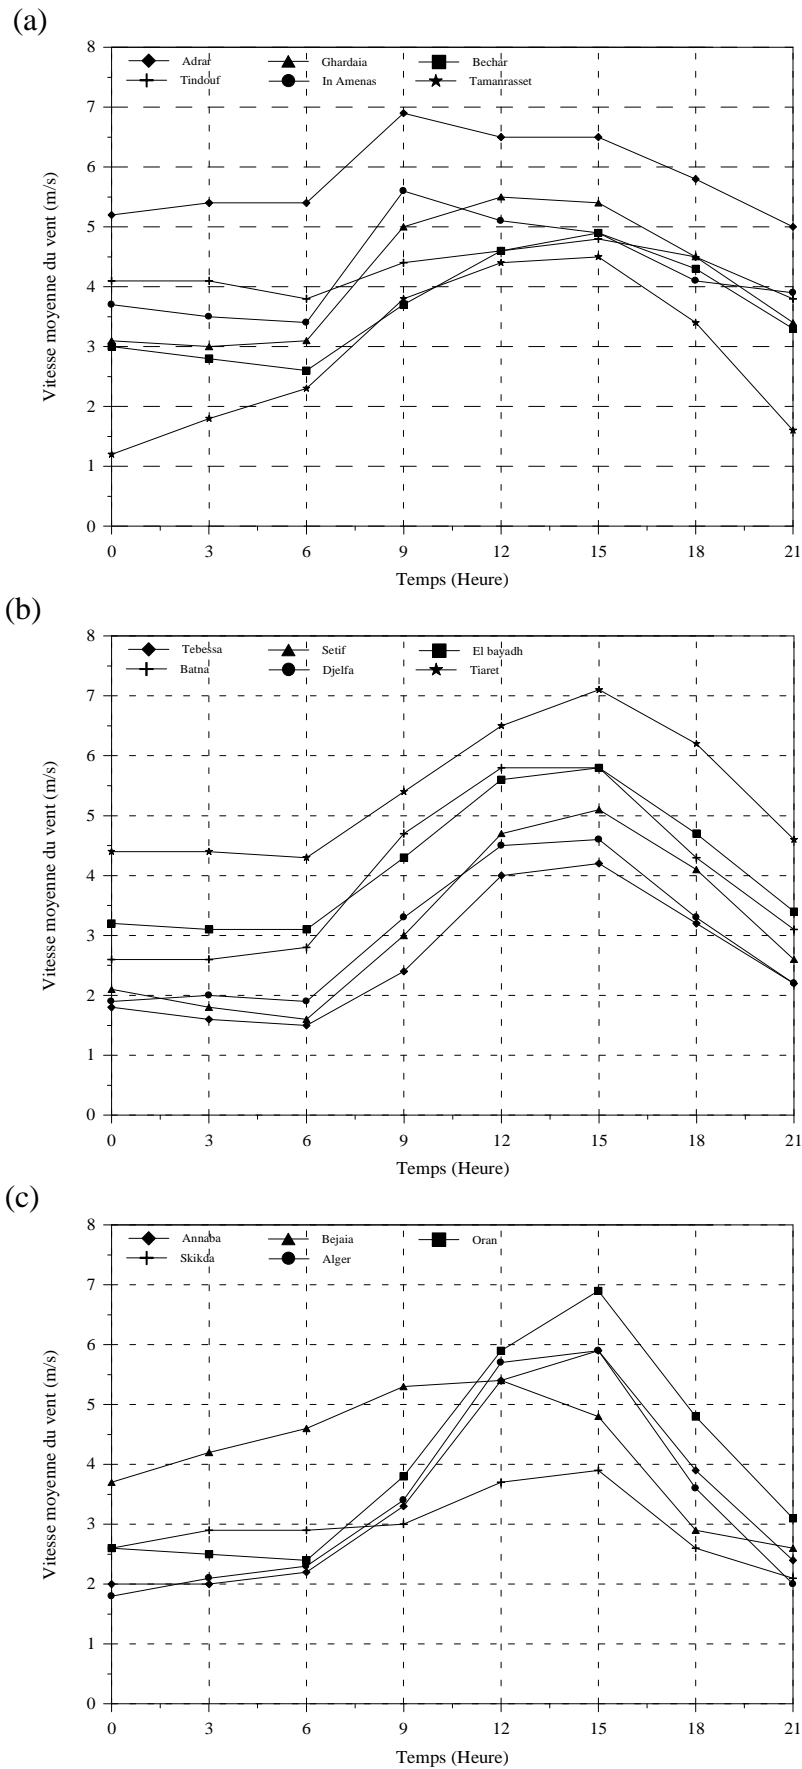 (a)
8
7
6
5
4
3
2
1
0
Vitesse moyenne du vent (m/s)
Adrar Ghardaia Bechar
Tindouf In Amenas Tamanrasset
0 3 6 9 12 15 18 21
Temps (Heure)
(b)
8
7
6
5
4
3
2
1
0
Vitesse moyenne du vent (m/s)
Tebessa Setif El bayadh
Batna Djelfa Tiaret
0 3 6 9 12 15 18 21
Temps (Heure)
(c)
8
7
6
5
4
3
2
1
0
Vitesse moyenne du vent (m/s)
Annaba Bejaia Oran
Skikda Alger
0 3 6 9 12 15 18 21
Temps (Heure)